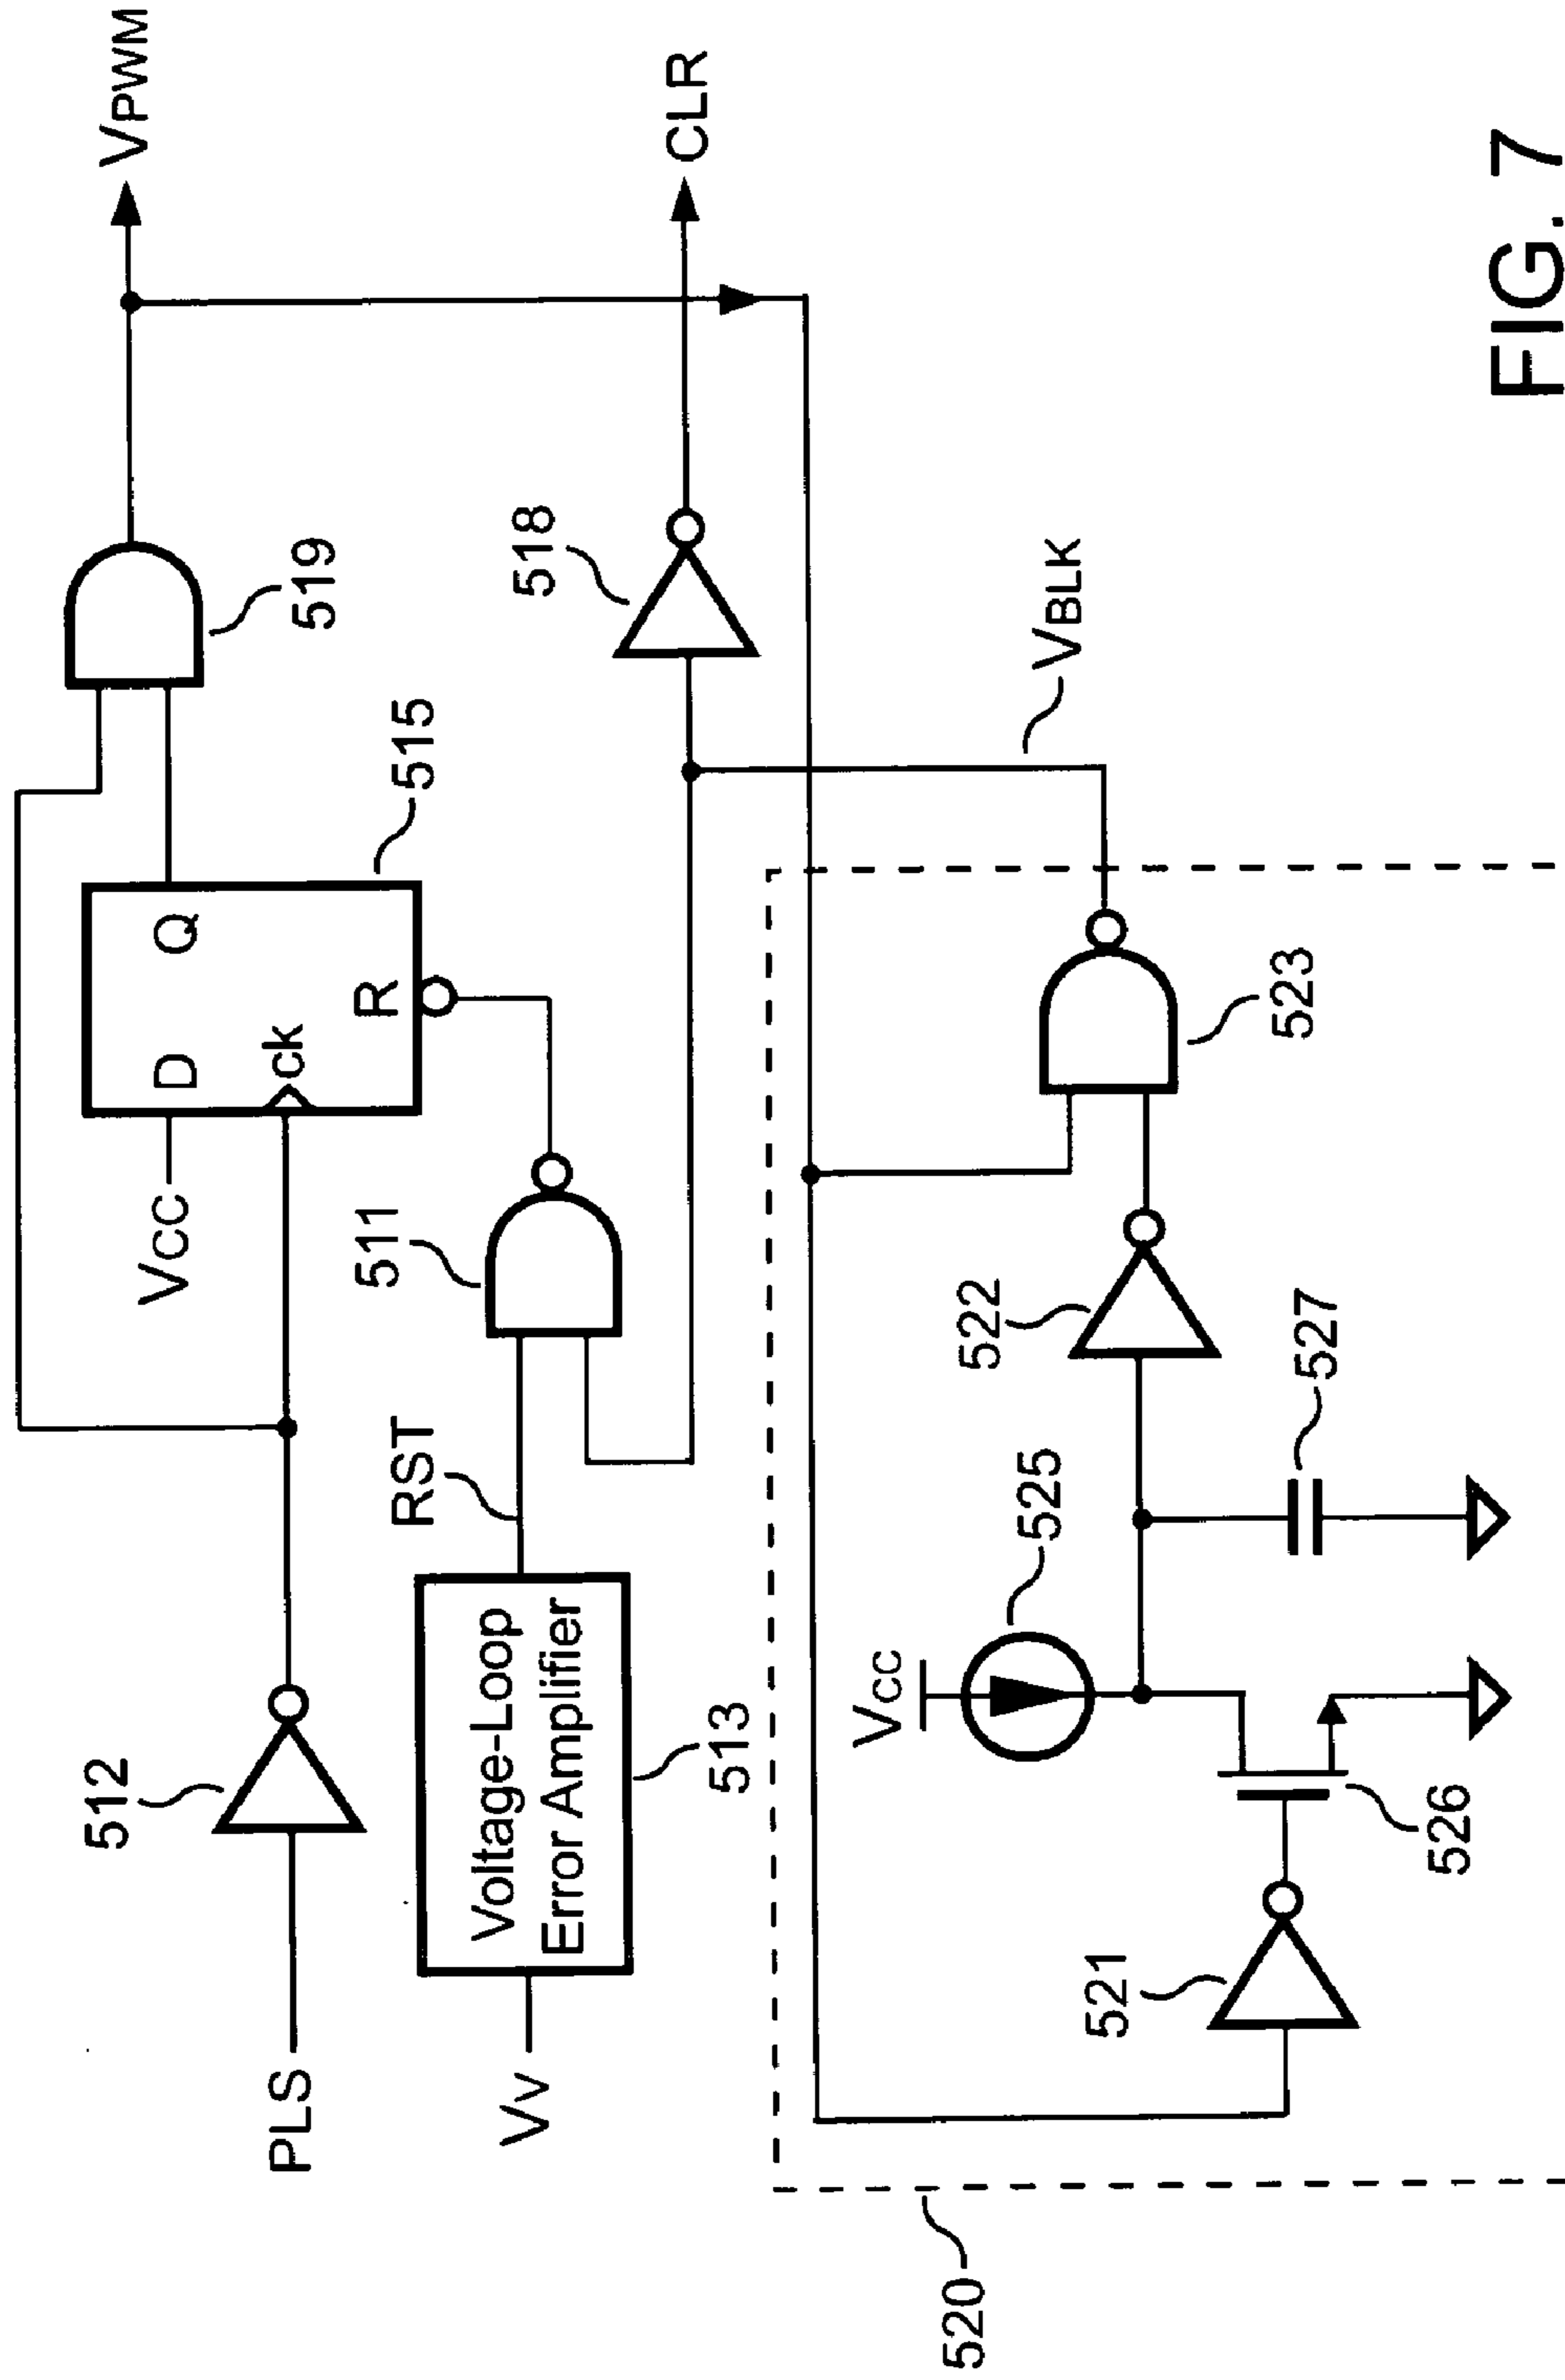 VPWM
519
VCC
D
Q
515
512
ck
R
PLS
511
CLR
RST
518
Voltage-Loop
Error Amplifier
VV
513
520
VBLK
VCC
525
522
523
521
527
526
FIG. 7